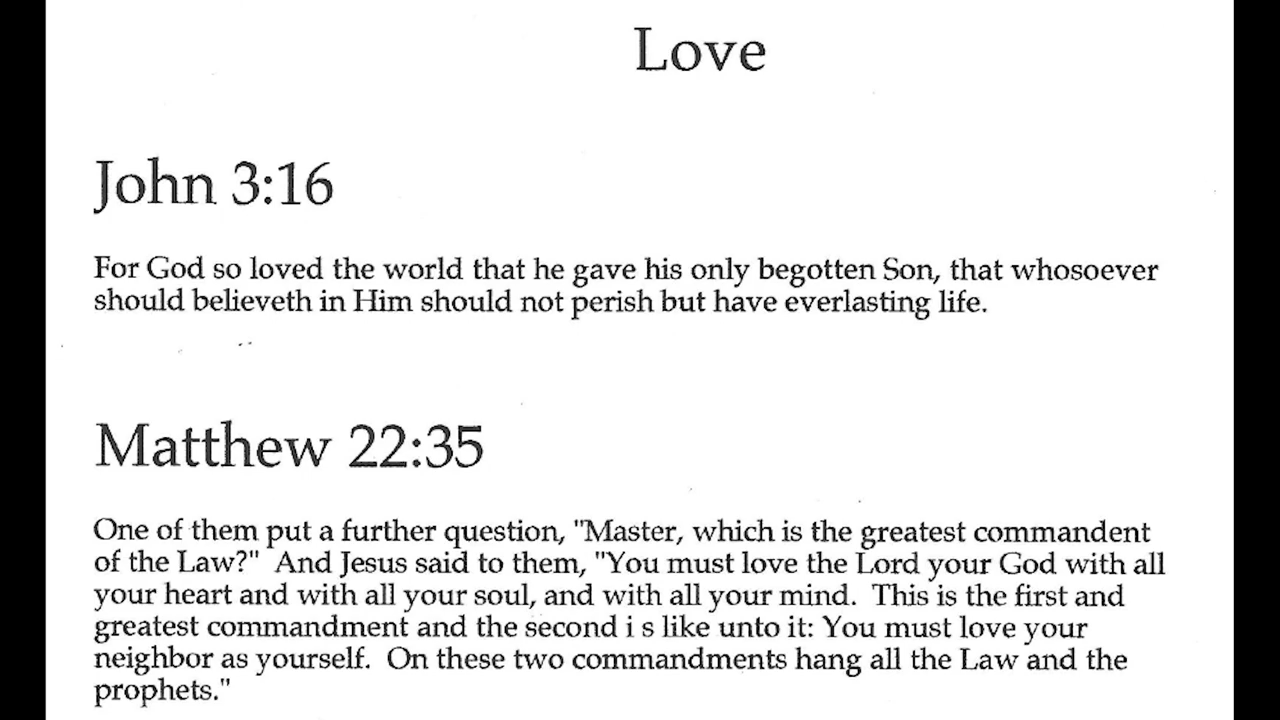 Love
John 3:16
For God so loved the world that he gave his only begotten Son, that whosoever
should believeth in Him should not perish but have everlasting life.
Matthew 22:35
One of them put a further question, "Master, which is the greatest commandent
of the Law?"  And Jesus said to them, "You must love the Lord your God with all
your heart and with all your soul, and with all your mind.  This is the first and
greatest commandment and the second i s like unto it: You must love your
neighbor as yourself.  On these two commandments hang all the Law and the
prophets."